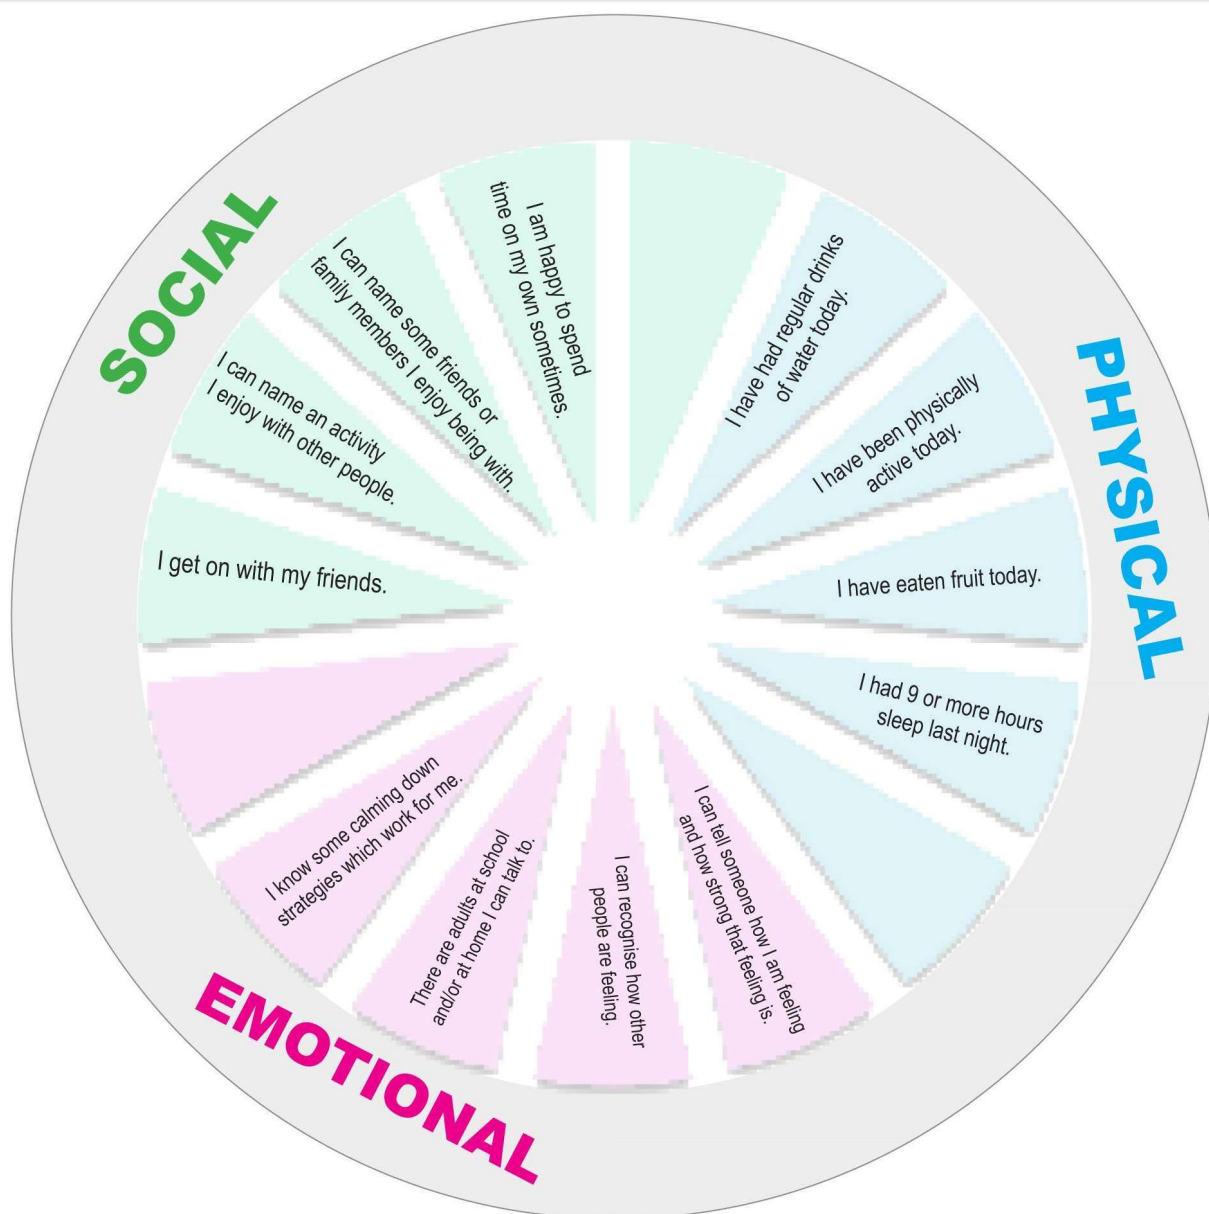 SOCIAL
I get on with my friends.
I can name an activity
I enjoy with other people.
I can name some friends or
family members I enjoy being with.
I am happy to spend
time on my own sometimes.
PHYSICAL
I have had regular drinks
of water today.
I have been physically
active today.
I have eaten fruit today.
I had 9 or more hours
sleep last night.
EMOTIONAL
I can tell someone how I am feeling
and how strong that feeling is.
I can recognise how other
people are feeling.
There are adults at school
and/or at home I can talk to.
I know some calming down
strategies which work for me.